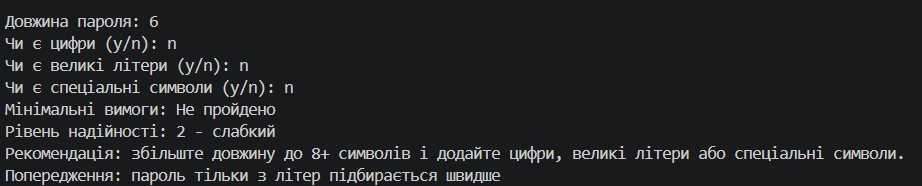 Довжина пароля: 6
Чи є цифри (y/n): n
Чи є великі літери (y/n): n
Чи є спеціальні символи (y/n): n
Мінімальні вимоги: Не пройдено
Рівень надійності: 2 - слабкий
Рекомендація: збільште довжину до 8+ символів і додайте цифри, великі літери або спеціальні символи.
Попередження: пароль тільки з літер підбирається швидше